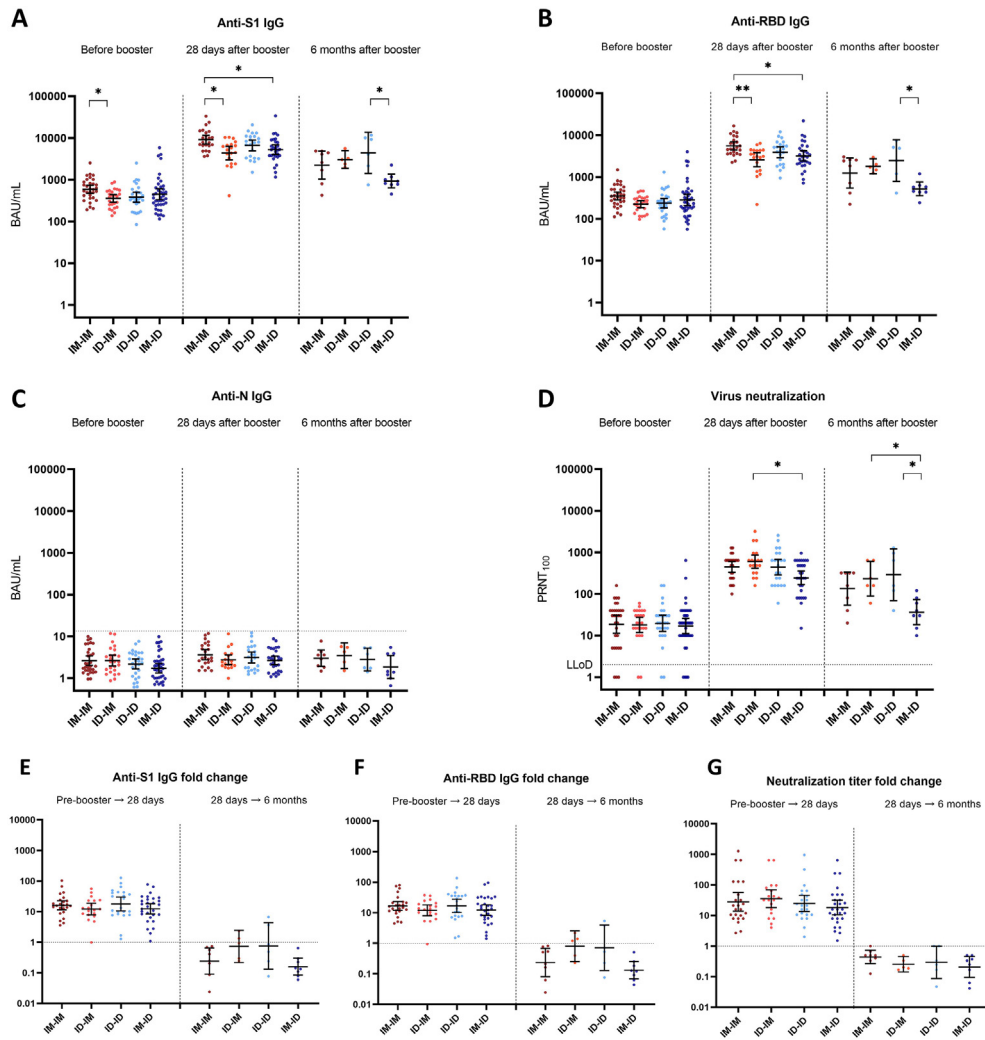 A
Anti-S1 IgG
Before booster 28 days after booster 6 months after booster
* * * *
100000
10000
1000
100
10
1
BAU/mL
IM-IM ID-IM ID-ID IM-ID IM-IM ID-IM ID-ID IM-ID IM-IM ID-IM ID-ID IM-ID
B
Anti-RBD IgG
Before booster 28 days after booster 6 months after booster
* ** *
100000
10000
1000
100
10
1
BAU/mL
IM-IM ID-IM ID-ID IM-ID IM-IM ID-IM ID-ID IM-ID IM-IM ID-IM ID-ID IM-ID
C
Anti-N IgG
Before booster 28 days after booster 6 months after booster
100000
10000
1000
100
10
1
BAU/mL
IM-IM ID-IM ID-ID IM-ID IM-IM ID-IM ID-ID IM-ID IM-IM ID-IM ID-ID IM-ID
D
Virus neutralization
Before booster 28 days after booster 6 months after booster
* * *
100000
10000
1000
100
10
LLoD
1
PRNT₁₀₀
IM-IM ID-IM ID-ID IM-ID IM-IM ID-IM ID-ID IM-ID IM-IM ID-IM ID-ID IM-ID
E
Anti-S1 IgG fold change
Pre-booster → 28 days 28 days → 6 months
10000
1000
100
10
1
0.1
0.01
IM-IM ID-IM ID-ID IM-ID IM-IM ID-IM ID-ID IM-ID
F
Anti-RBD IgG fold change
Pre-booster → 28 days 28 days → 6 months
10000
1000
100
10
1
0.1
0.01
IM-IM ID-IM ID-ID IM-ID IM-IM ID-IM ID-ID IM-ID
G
Neutralization titer fold change
Pre-booster → 28 days 28 days → 6 months
10000
1000
100
10
1
0.1
0.01
IM-IM ID-IM ID-ID IM-ID IM-IM ID-IM ID-ID IM-ID